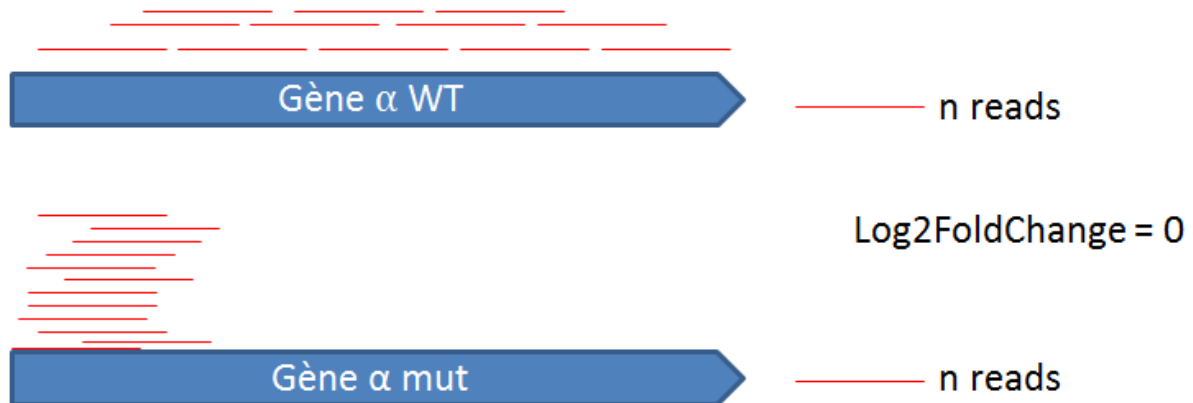 Gène α WT
n reads
Log2FoldChange = 0
Gène α mut
n reads